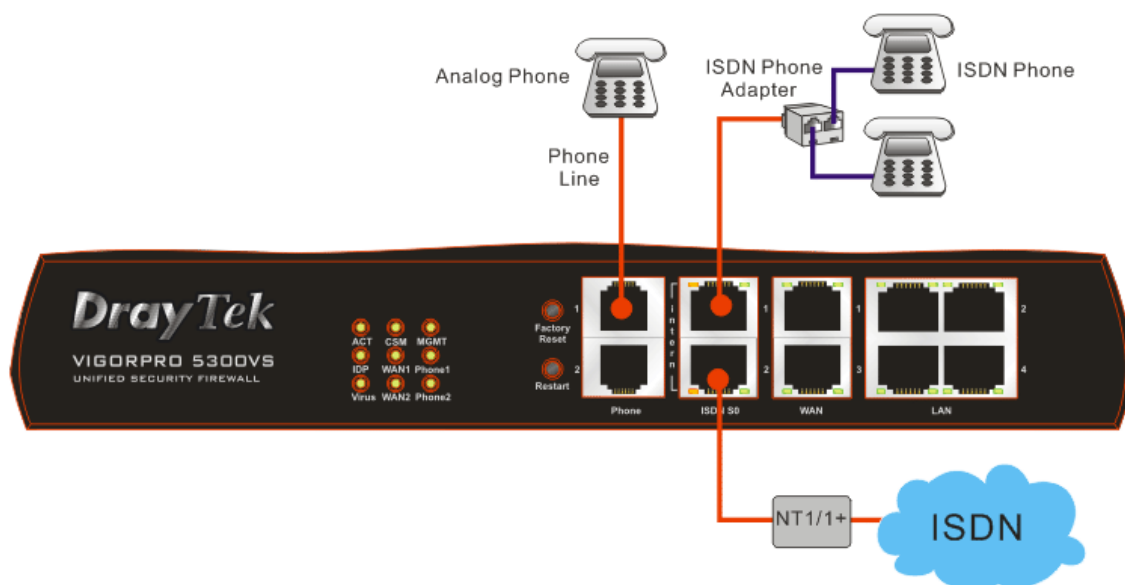 Analog Phone
ISDN Phone
Adapter
ISDN Phone
Phone
Line
DrayTek
VIGORPRO 5300VS
UNIFIED SECURITY FIREWALL
ACT CSM MGMT
IDP WAN1 Phone1
Virus WAN2 Phone2
Factory
Reset
Restart
1
2
Intern
1
2
1
3
2
4
Phone
ISDN S0
WAN
LAN
NT1/1+
ISDN